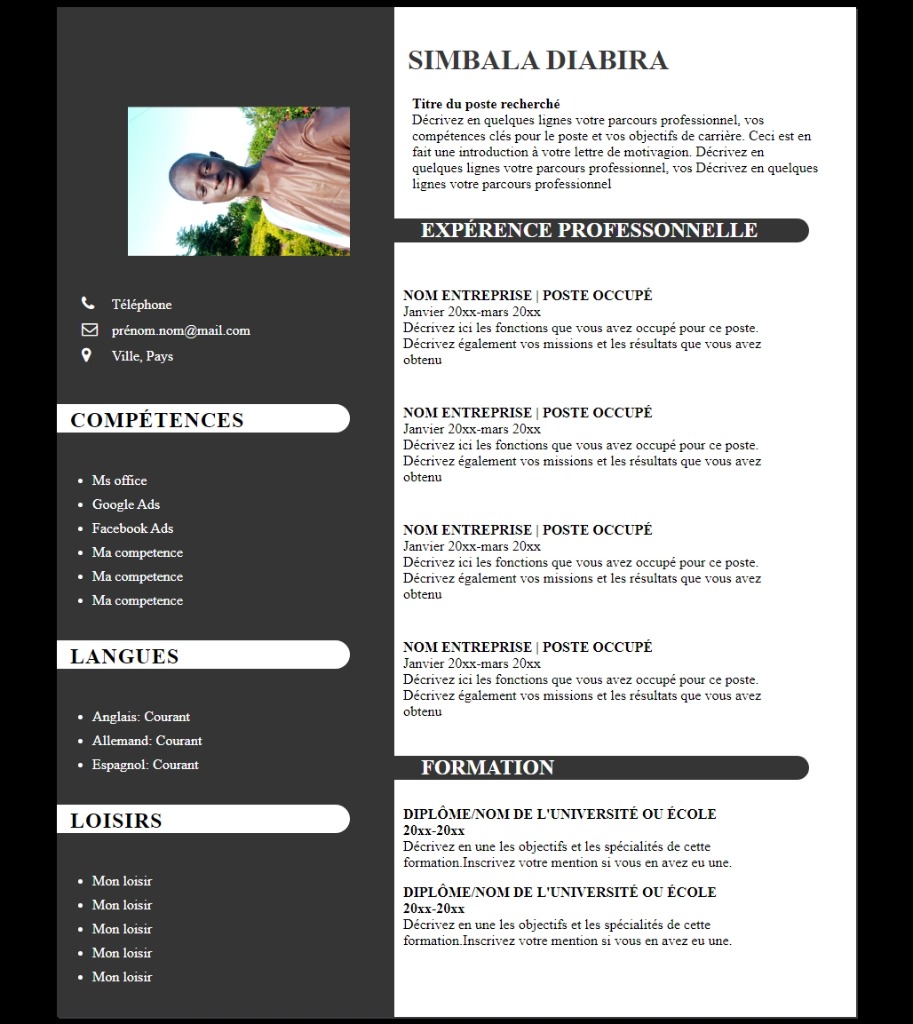 SIMBALA DIABIRA
Titre du poste recherché
Décrivez en quelques lignes votre parcours professionnel, vos
compétences clés pour le poste et vos objectifs de carrière. Ceci est en
fait une introduction à votre lettre de motivagion. Décrivez en
quelques lignes votre parcours professionnel, vos Décrivez en quelques
lignes votre parcours professionnel
Téléphone
prénom.nom@mail.com
Ville, Pays
COMPÉTENCES
Ms office
Google Ads
Facebook Ads
Ma competence
Ma competence
Ma competence
LANGUES
Anglais: Courant
Allemand: Courant
Espagnol: Courant
LOISIRS
Mon loisir
Mon loisir
Mon loisir
Mon loisir
Mon loisir
EXPÉRENCE PROFESSONNELLE
NOM ENTREPRISE | POSTE OCCUPÉ
Janvier 20xx-mars 20xx
Décrivez ici les fonctions que vous avez occupé pour ce poste.
Décrivez également vos missions et les résultats que vous avez
obtenu
NOM ENTREPRISE | POSTE OCCUPÉ
Janvier 20xx-mars 20xx
Décrivez ici les fonctions que vous avez occupé pour ce poste.
Décrivez également vos missions et les résultats que vous avez
obtenu
NOM ENTREPRISE | POSTE OCCUPÉ
Janvier 20xx-mars 20xx
Décrivez ici les fonctions que vous avez occupé pour ce poste.
Décrivez également vos missions et les résultats que vous avez
obtenu
NOM ENTREPRISE | POSTE OCCUPÉ
Janvier 20xx-mars 20xx
Décrivez ici les fonctions que vous avez occupé pour ce poste.
Décrivez également vos missions et les résultats que vous avez
obtenu
FORMATION
DIPLÔME/NOM DE L'UNIVERSITÉ OU ÉCOLE
20xx-20xx
Décrivez en une les objectifs et les spécialités de cette
formation.Inscrivez votre mention si vous en avez eu une.
DIPLÔME/NOM DE L'UNIVERSITÉ OU ÉCOLE
20xx-20xx
Décrivez en une les objectifs et les spécialités de cette
formation.Inscrivez votre mention si vous en avez eu une.